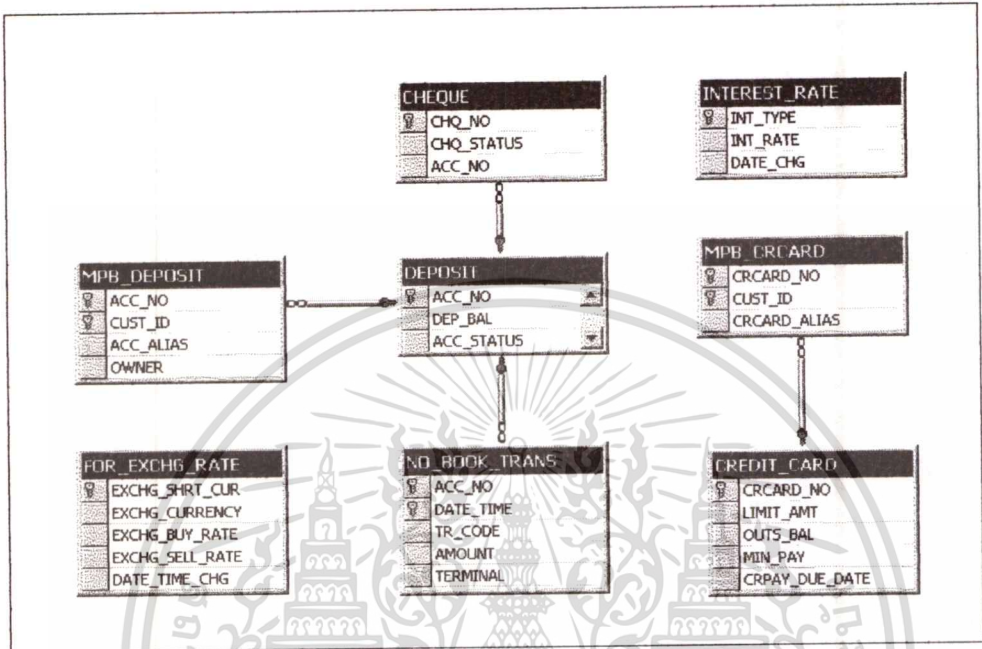 CHEQUE
CHQ_NO
CHQ_STATUS
ACC_NO
INTEREST_RATE
INT_TYPE
INT_RATE
DATE_CHG
MPB_DEPOSIT
ACC_NO
CUST_ID
ACC_ALIAS
OWNER
DEPOSIT
ACC_NO
DEP_BAL
ACC_STATUS
MPB_CRCARD
CRCARD_NO
CUST_ID
CRCARD_ALIAS
FOR_EXCHG_RATE
EXCHG_SHRT_CUR
EXCHG_CURRENCY
EXCHG_BUY_RATE
EXCHG_SELL_RATE
DATE_TIME_CHG
NO_BOOK_TRANS
ACC_NO
DATE_TIME
TR_CODE
AMOUNT
TERMINAL
CREDIT_CARD
CRCARD_NO
LIMIT_AMT
OUTS_BAL
MIN_PAY
CRPAY_DUE_DATE